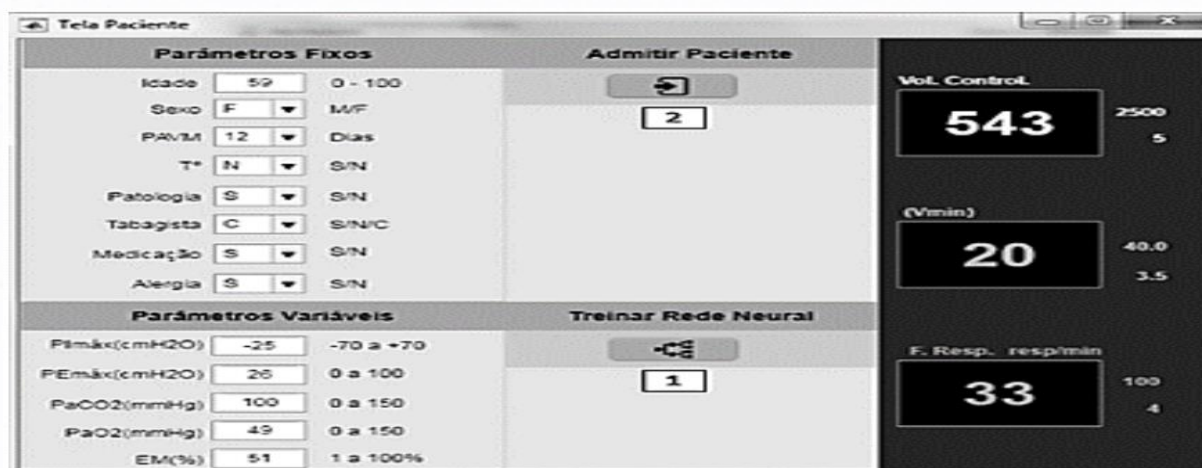 Tela Paciente
Parámetros Fixos
Idade 59 0 - 100
Sexo F M/F
PAVM 12 Dias
T° N S/N
Patologia S S/N
Tabagista C S/N/C
Medicação S S/N
Alergia S S/N
Parámetros Variáveis
PImáx(cmH2O) -25 -70 a +70
PEmáx(cmH2O) 26 0 a 100
PaCO2(mmHg) 100 0 a 150
PaO2(mmHg) 49 0 a 150
EM(%) 51 1 a 100%
Admitir Paciente
2
Treinar Rede Neural
1
Vol. Control.
543 2500
5
(Vmin)
20 40.0
3.5
F. Resp. resp/min
33 100
4